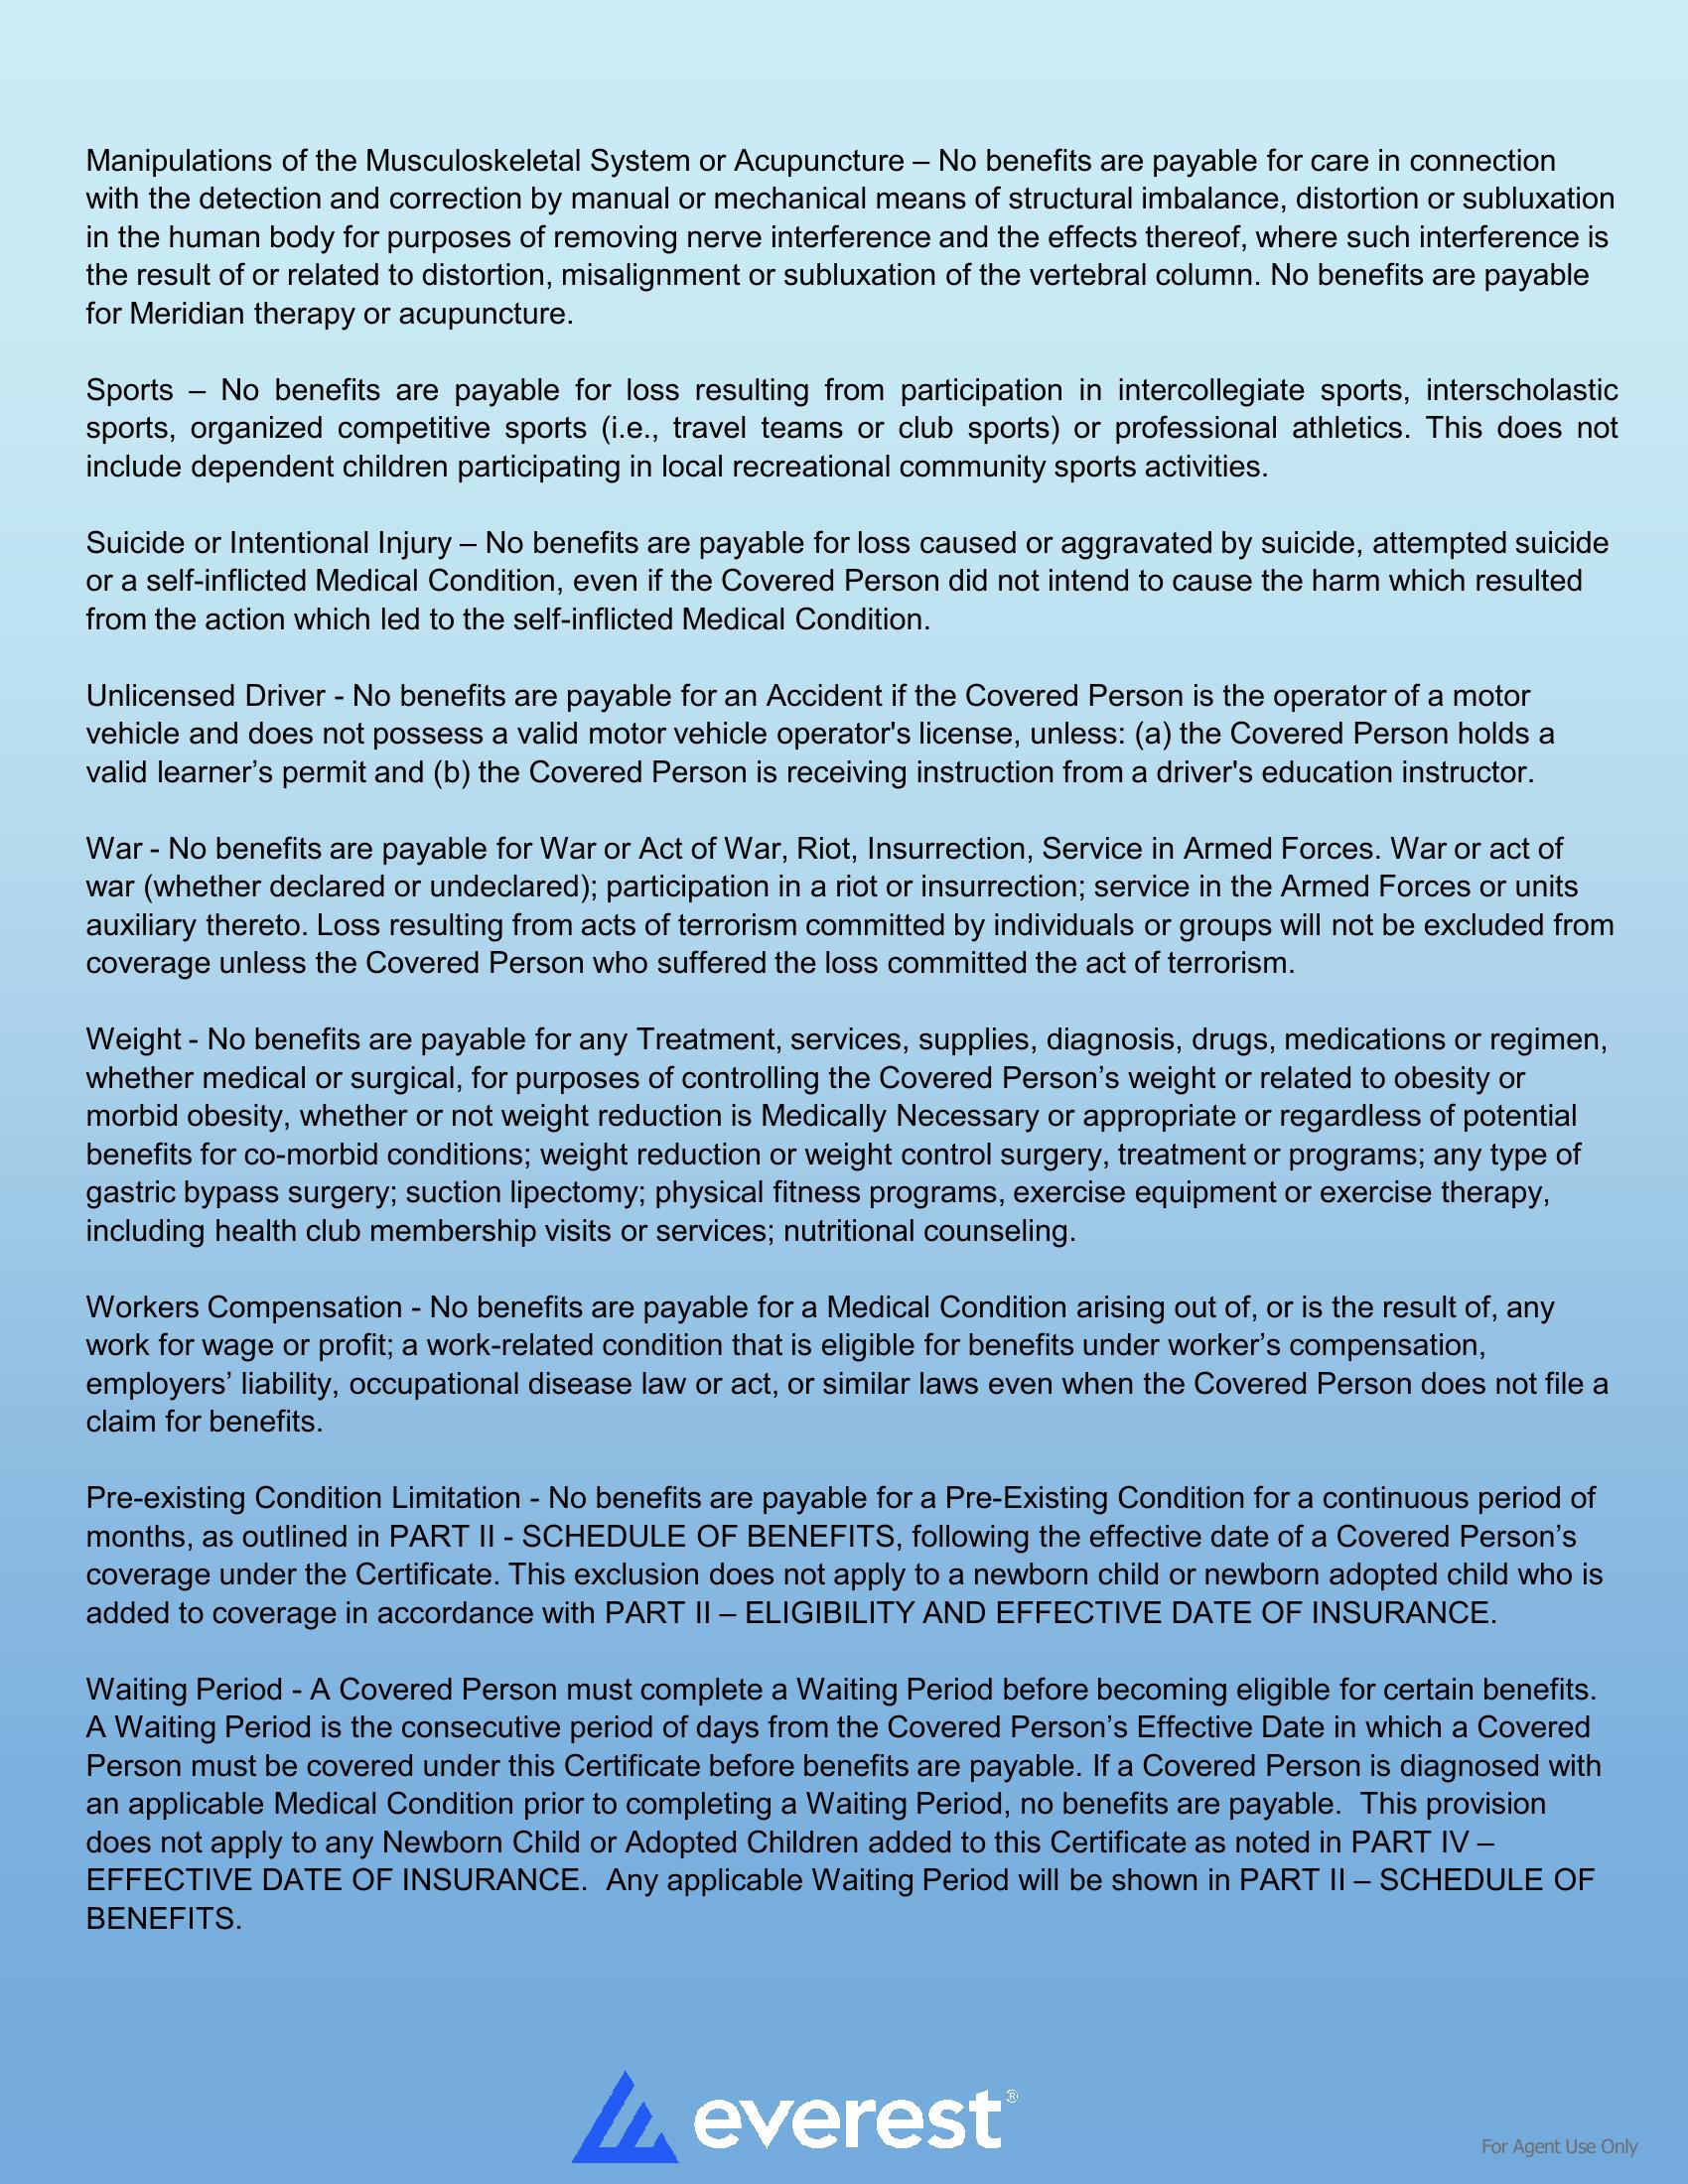 Manipulations of the Musculoskeletal System or Acupuncture – No benefits are payable for care in connection
with the detection and correction by manual or mechanical means of structural imbalance, distortion or subluxation
in the human body for purposes of removing nerve interference and the effects thereof, where such interference is
the result of or related to distortion, misalignment or subluxation of the vertebral column. No benefits are payable
for Meridian therapy or acupuncture.
Sports – No benefits are payable for loss resulting from participation in intercollegiate sports, interscholastic
sports, organized competitive sports (i.e., travel teams or club sports) or professional athletics. This does not
include dependent children participating in local recreational community sports activities.
Suicide or Intentional Injury – No benefits are payable for loss caused or aggravated by suicide, attempted suicide
or a self-inflicted Medical Condition, even if the Covered Person did not intend to cause the harm which resulted
from the action which led to the self-inflicted Medical Condition.
Unlicensed Driver - No benefits are payable for an Accident if the Covered Person is the operator of a motor
vehicle and does not possess a valid motor vehicle operator's license, unless: (a) the Covered Person holds a
valid learner’s permit and (b) the Covered Person is receiving instruction from a driver's education instructor.
War - No benefits are payable for War or Act of War, Riot, Insurrection, Service in Armed Forces. War or act of
war (whether declared or undeclared); participation in a riot or insurrection; service in the Armed Forces or units
auxiliary thereto. Loss resulting from acts of terrorism committed by individuals or groups will not be excluded from
coverage unless the Covered Person who suffered the loss committed the act of terrorism.
Weight - No benefits are payable for any Treatment, services, supplies, diagnosis, drugs, medications or regimen,
whether medical or surgical, for purposes of controlling the Covered Person’s weight or related to obesity or
morbid obesity, whether or not weight reduction is Medically Necessary or appropriate or regardless of potential
benefits for co-morbid conditions; weight reduction or weight control surgery, treatment or programs; any type of
gastric bypass surgery; suction lipectomy; physical fitness programs, exercise equipment or exercise therapy,
including health club membership visits or services; nutritional counseling.
Workers Compensation - No benefits are payable for a Medical Condition arising out of, or is the result of, any
work for wage or profit; a work-related condition that is eligible for benefits under worker’s compensation,
employers’ liability, occupational disease law or act, or similar laws even when the Covered Person does not file a
claim for benefits.
Pre-existing Condition Limitation - No benefits are payable for a Pre-Existing Condition for a continuous period of
months, as outlined in PART II - SCHEDULE OF BENEFITS, following the effective date of a Covered Person’s
coverage under the Certificate. This exclusion does not apply to a newborn child or newborn adopted child who is
added to coverage in accordance with PART II – ELIGIBILITY AND EFFECTIVE DATE OF INSURANCE.
Waiting Period - A Covered Person must complete a Waiting Period before becoming eligible for certain benefits.
A Waiting Period is the consecutive period of days from the Covered Person’s Effective Date in which a Covered
Person must be covered under this Certificate before benefits are payable. If a Covered Person is diagnosed with
an applicable Medical Condition prior to completing a Waiting Period, no benefits are payable.  This provision
does not apply to any Newborn Child or Adopted Children added to this Certificate as noted in PART IV –
EFFECTIVE DATE OF INSURANCE.  Any applicable Waiting Period will be shown in PART II – SCHEDULE OF
BENEFITS.
everest®
For Agent Use Only